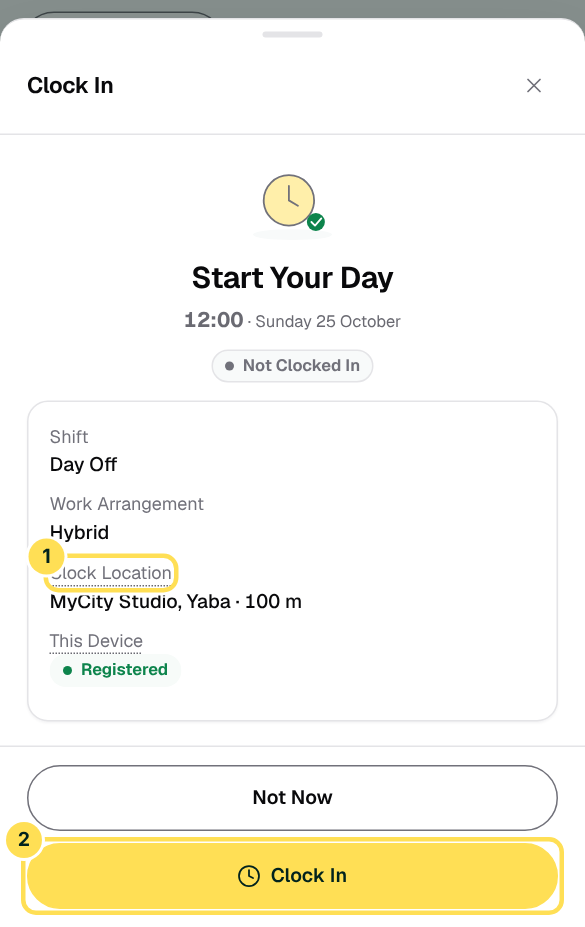 Clock In
Start Your Day
12:00 · Sunday 25 October
Not Clocked In
Shift
Day Off
Work Arrangement
Hybrid
1
Clock Location
MyCity Studio, Yaba · 100 m
This Device
Registered
Not Now
2
Clock In